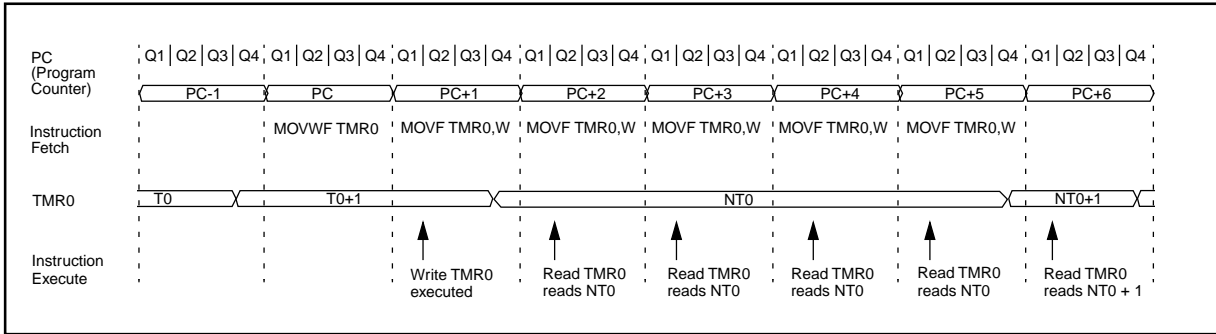 PC
(Program
Counter)
Q1 Q2 Q3 Q4 Q1 Q2 Q3 Q4 Q1 Q2 Q3 Q4 Q1 Q2 Q3 Q4 Q1 Q2 Q3 Q4 Q1 Q2 Q3 Q4 Q1 Q2 Q3 Q4 Q1 Q2 Q3 Q4
PC-1 PC PC+1 PC+2 PC+3 PC+4 PC+5 PC+6
Instruction
Fetch
MOVWF TMR0 MOVF TMR0,W MOVF TMR0,W MOVF TMR0,W MOVF TMR0,W MOVF TMR0,W
TMR0
T0 T0+1 NT0 NT0+1
Instruction
Execute
Write TMR0
executed
Read TMR0
reads NT0
Read TMR0
reads NT0
Read TMR0
reads NT0
Read TMR0
reads NT0
Read TMR0
reads NT0 + 1